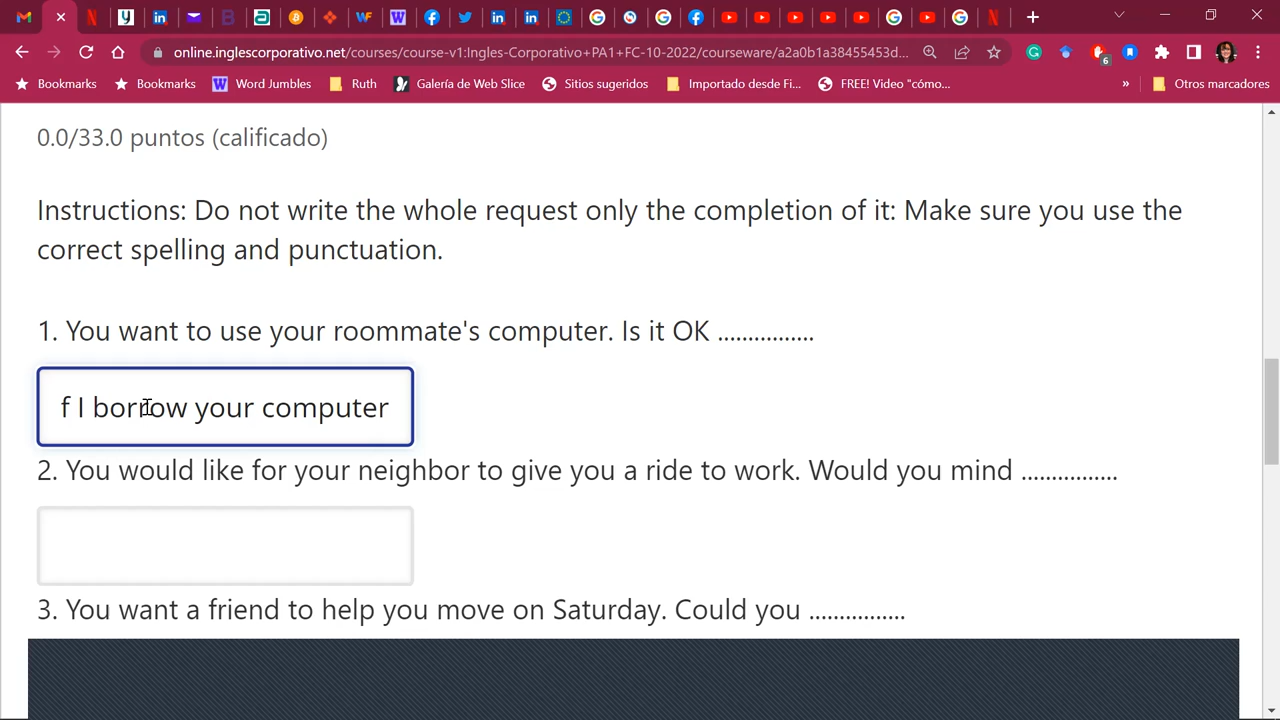 online.inglescorporativo.net/courses/course-v1:Ingles-Corporativo+PA1+FC-10-2022/courseware/a2a0b1a38455453d...
6
Bookmarks
Bookmarks
Word Jumbles
Ruth
Galería de Web Slice
Sitios sugeridos
Importado desde Fi...
FREE! Video "cómo...
»
Otros marcadores
0.0/33.0 puntos (calificado)
Instructions: Do not write the whole request only the completion of it: Make sure you use the
correct spelling and punctuation.
1. You want to use your roommate's computer. Is it OK ................
f I borrow your computer
2. You would like for your neighbor to give you a ride to work. Would you mind ................
3. You want a friend to help you move on Saturday. Could you ................